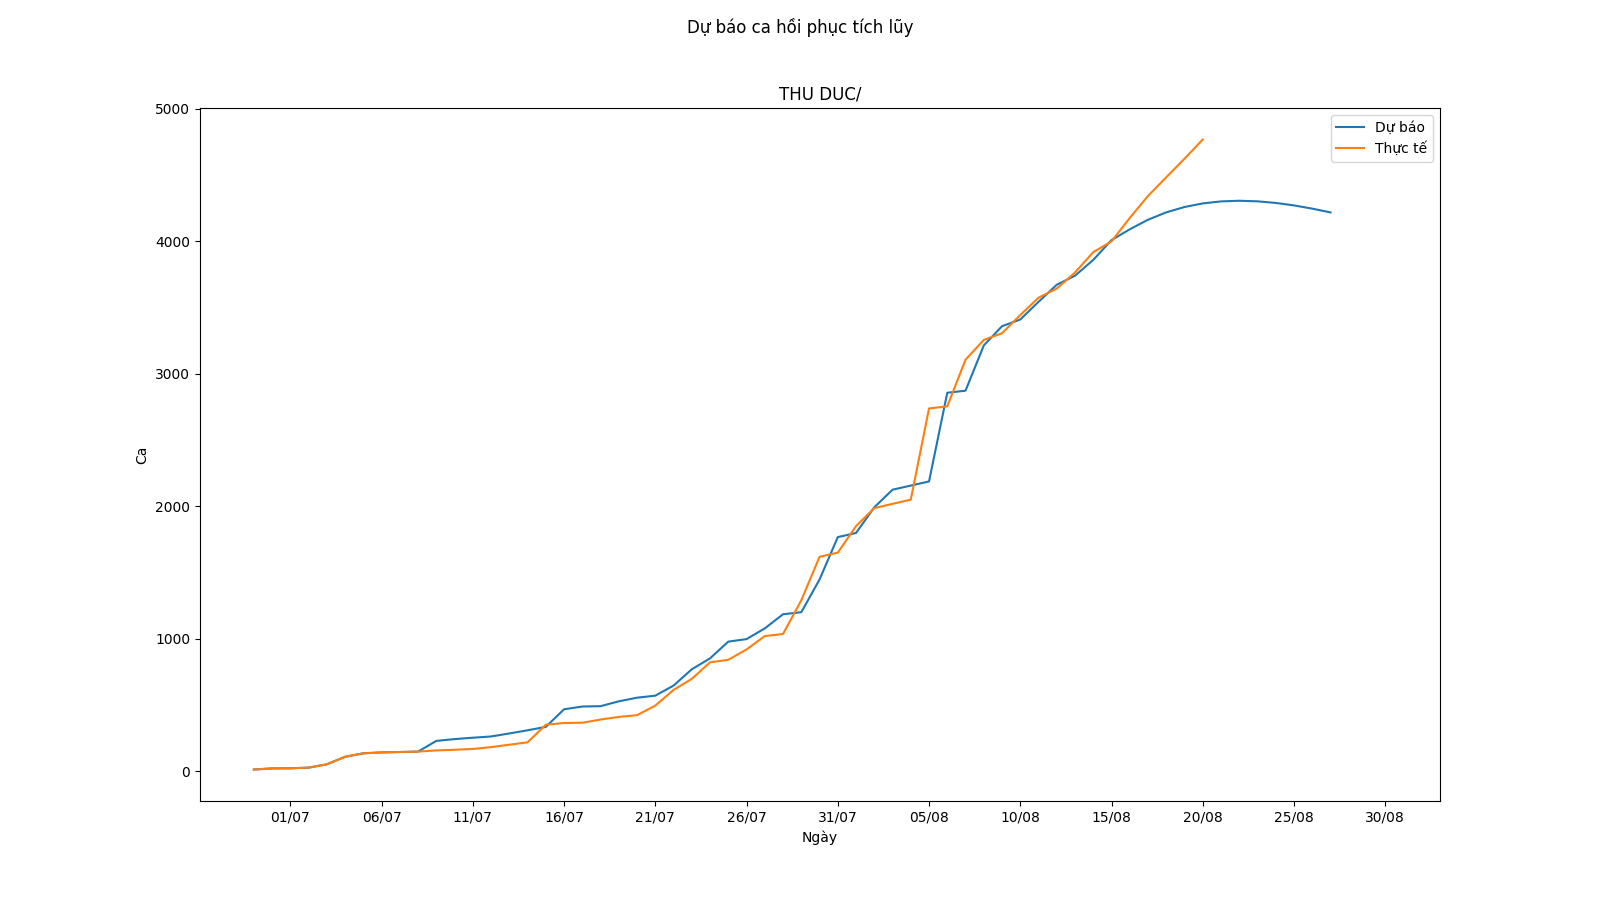 Dự báo ca hồi phục tích lũy
THU DUC/
5000
4000
3000
2000
1000
0
Ca
Dự báo
Thực tế
01/07 06/07 11/07 16/07 21/07 26/07 31/07 05/08 10/08 15/08 20/08 25/08 30/08
Ngày